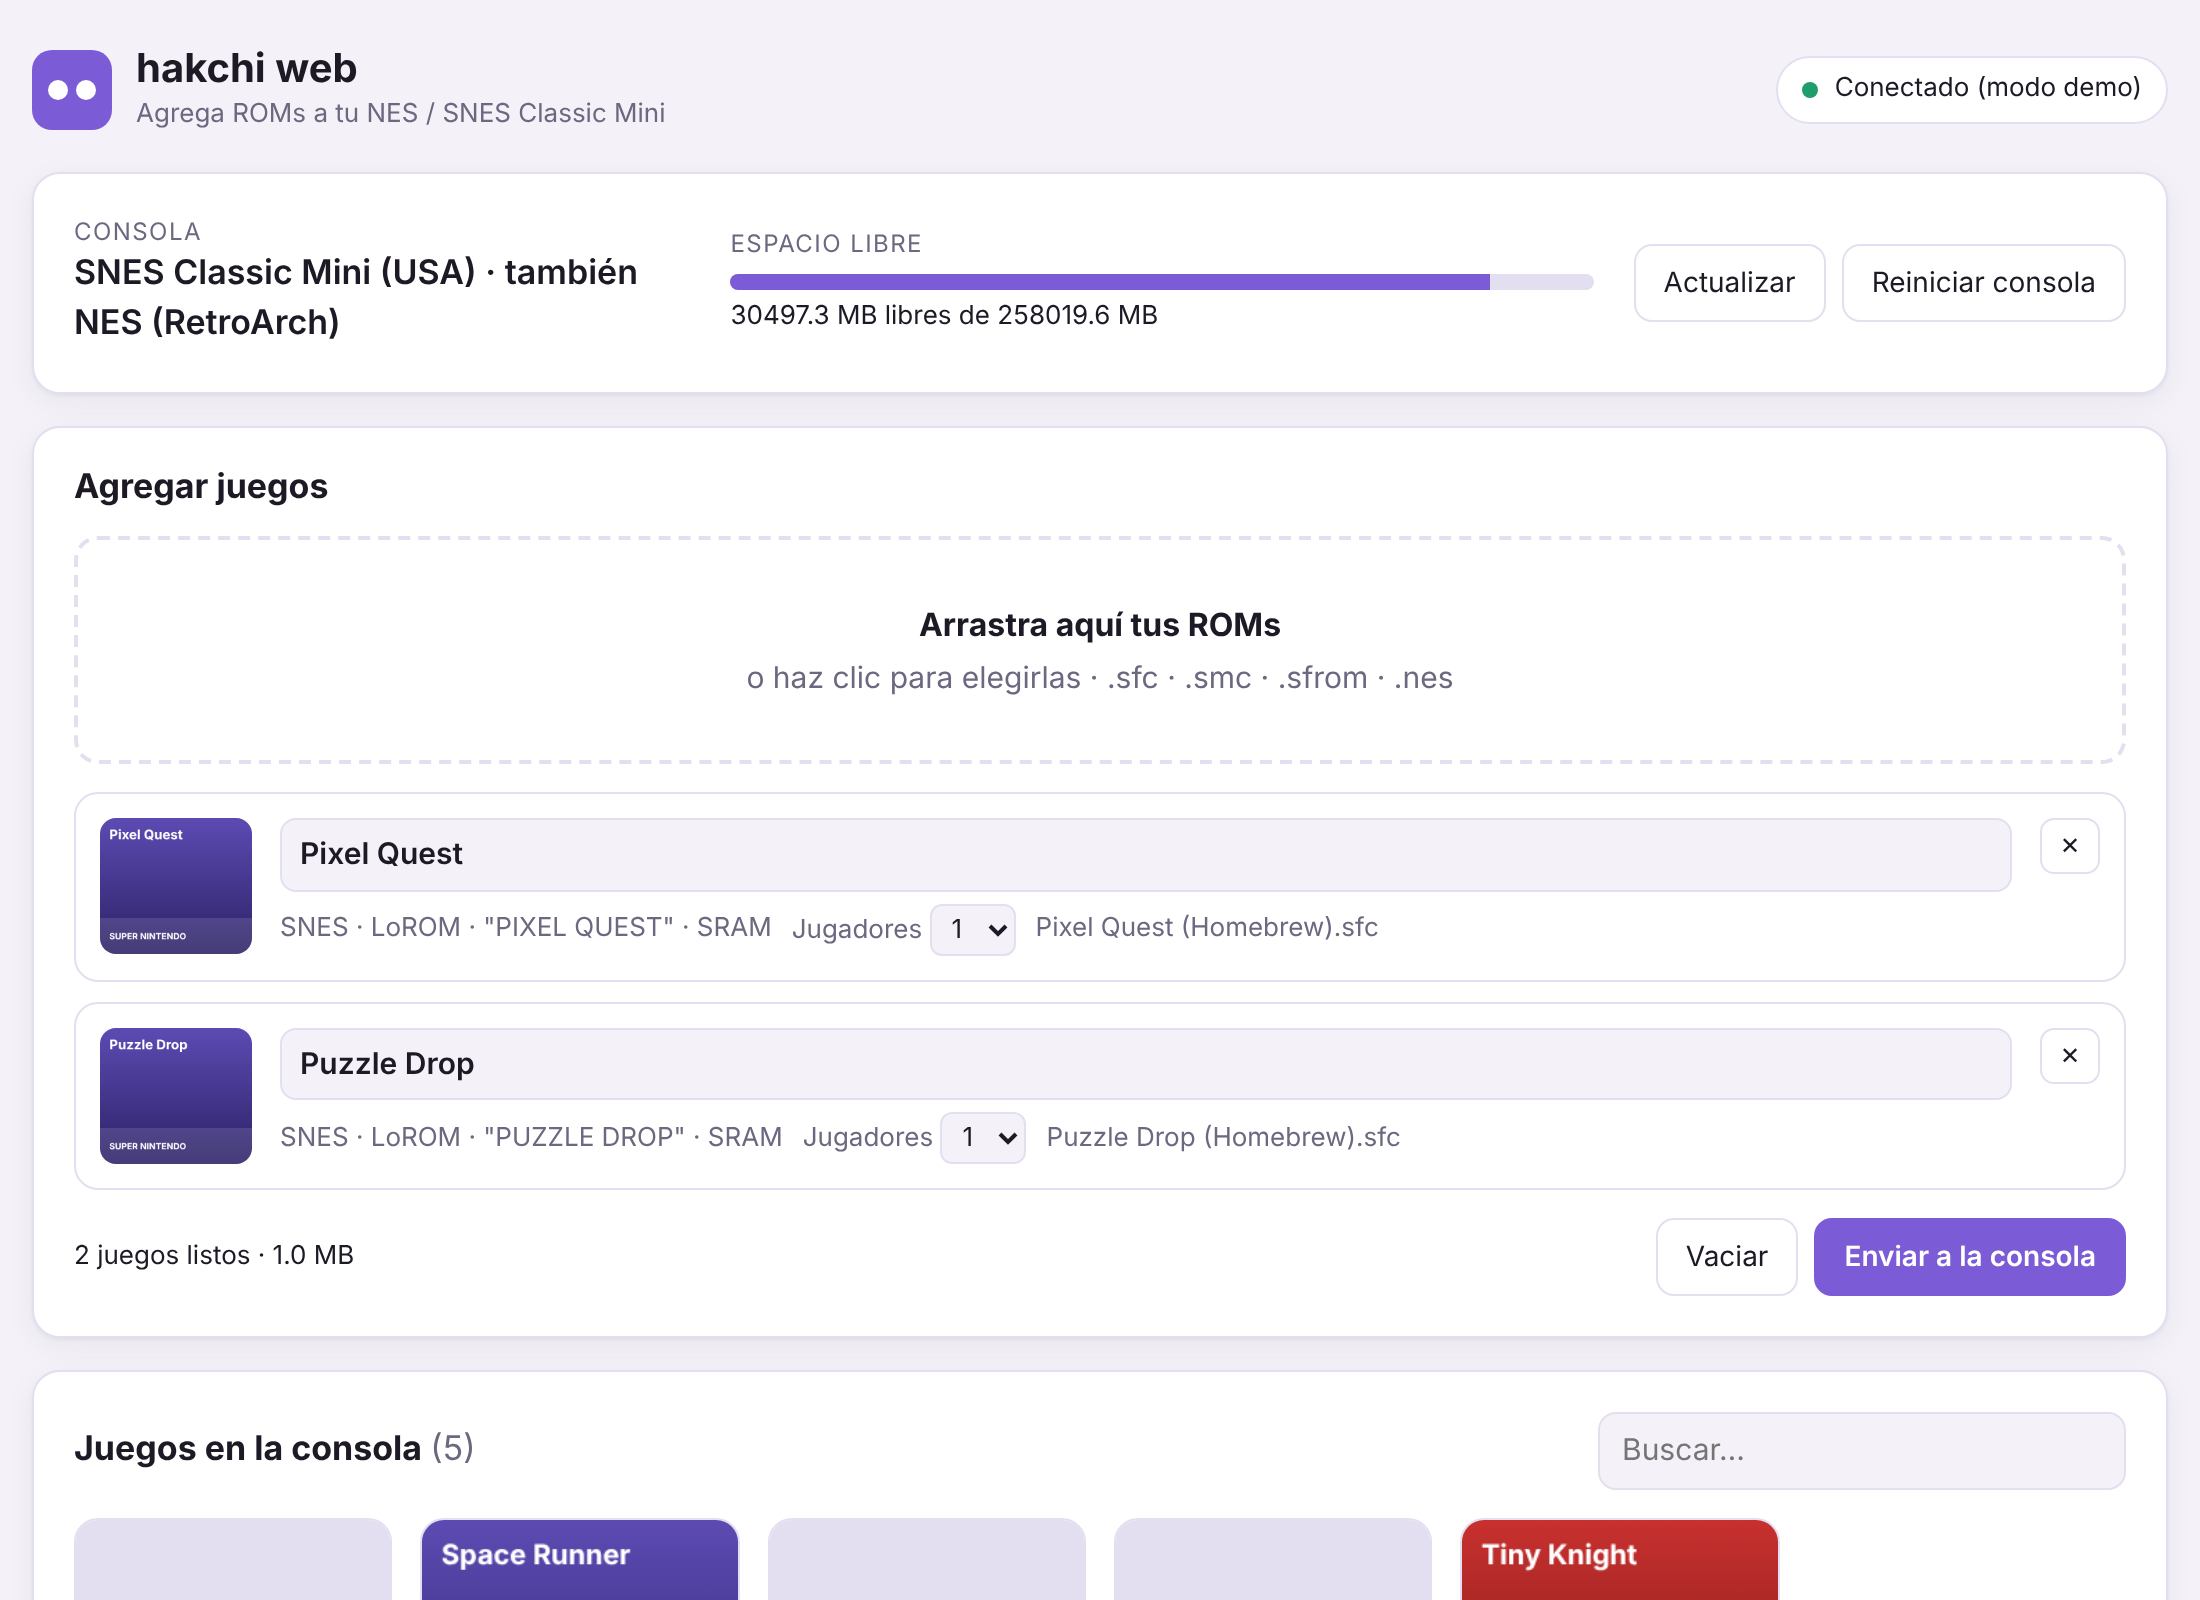 hakchi web
Agrega ROMs a tu NES / SNES Classic Mini
Conectado (modo demo)
CONSOLA
SNES Classic Mini (USA) · también
NES (RetroArch)
ESPACIO LIBRE
30497.3 MB libres de 258019.6 MB
Actualizar
Reiniciar consola
Agregar juegos
Arrastra aquí tus ROMs
o haz clic para elegirlas · .sfc · .smc · .sfrom · .nes
Pixel Quest
SUPER NINTENDO
Pixel Quest
×
SNES · LoROM · "PIXEL QUEST" · SRAM Jugadores 1 Pixel Quest (Homebrew).sfc
Puzzle Drop
SUPER NINTENDO
Puzzle Drop
×
SNES · LoROM · "PUZZLE DROP" · SRAM Jugadores 1 Puzzle Drop (Homebrew).sfc
2 juegos listos · 1.0 MB
Vaciar
Enviar a la consola
Juegos en la consola (5)
Buscar...
Space Runner
Tiny Knight